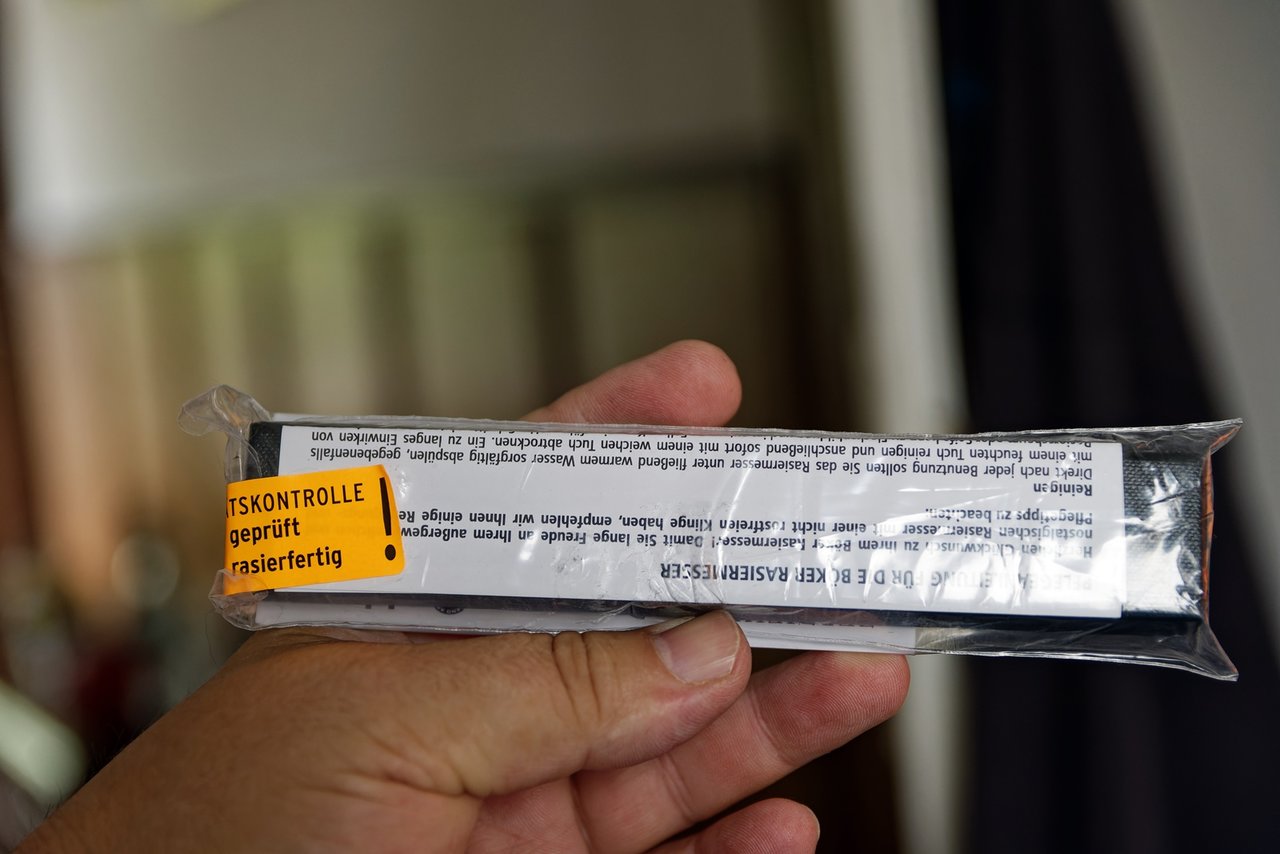 TSKONTROLLE
geprüft
rasierfertig
!
PFLEGEANLEITUNG FÜR DIE BÖKER RASIERMESSER
Herzlichen Glückwunsch zu Ihrem Böker Rasiermesser! Damit Sie lange Freude an Ihrem außergew
nostalgischen Rasiermesser mit einer nicht rostfreien Klinge haben, empfehlen wir Ihnen einige Re
Pflegetipps zu beachten.
Reinigen
Direkt nach jeder Benutzung sollten Sie das Rasiermesser unter fließend warmem Wasser sorgfältig abspülen, gegebenenfalls
mit einem feuchten Tuch reinigen und anschließend sofort mit einem weichen Tuch abtrocknen. Ein zu langes Einwirken von